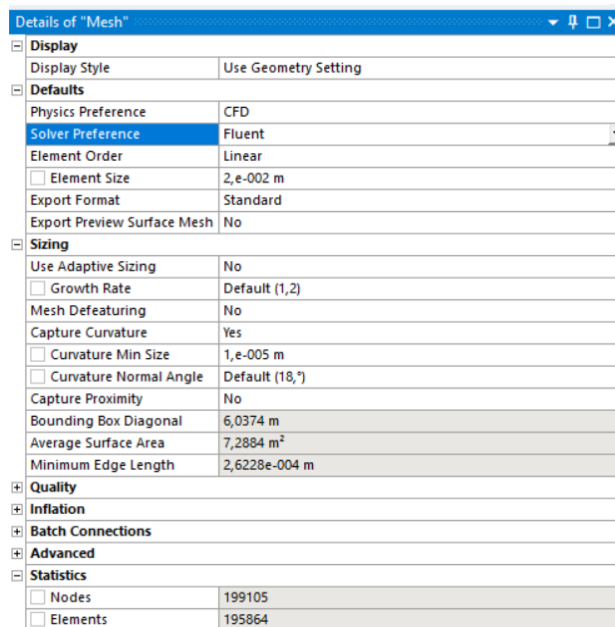 Details of "Mesh"
Display
Display Style Use Geometry Setting
Defaults
Physics Preference CFD
Solver Preference Fluent
Element Order Linear
Element Size 2,e-002 m
Export Format Standard
Export Preview Surface Mesh No
Sizing
Use Adaptive Sizing No
Growth Rate Default (1,2)
Mesh Defeaturing No
Capture Curvature Yes
Curvature Min Size 1,e-005 m
Curvature Normal Angle Default (18,°)
Capture Proximity No
Bounding Box Diagonal 6,0374 m
Average Surface Area 7,2884 m²
Minimum Edge Length 2,6228e-004 m
Quality
Inflation
Batch Connections
Advanced
Statistics
Nodes 199105
Elements 195864